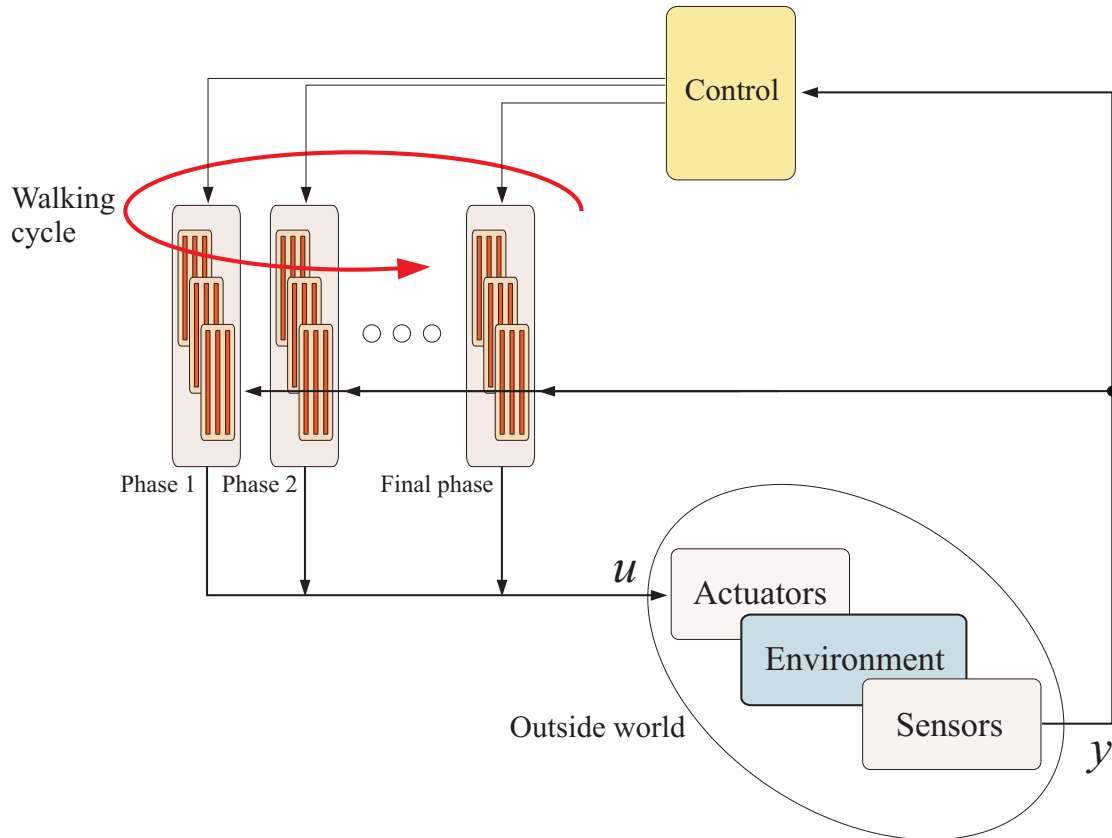 Control
Walking
cycle
Phase 1
Phase 2
Final phase
u
Actuators
Environment
Sensors
Outside world
y